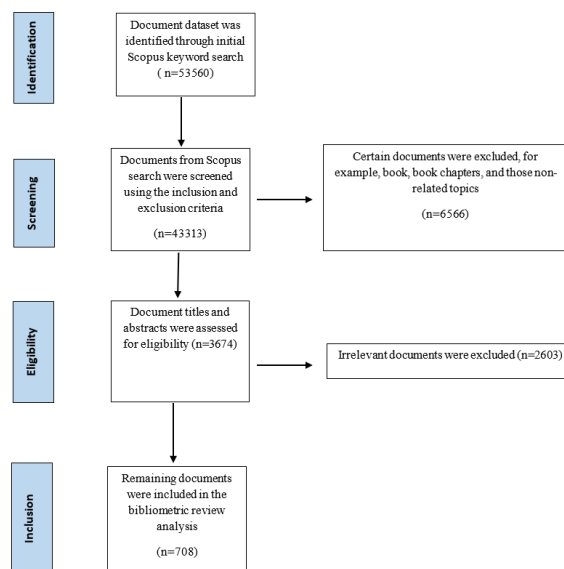 Identification
Document dataset was
identified through initial
Scopus keyword search
( n=53560)
Screening
Documents from Scopus
search were screened
using the inclusion and
exclusion criteria
(n=43313)
Certain documents were excluded, for
example, book, book chapters, and those non-
related topics
(n=6566)
Eligibility
Document titles and
abstracts were assessed
for eligibility (n=3674)
Irrelevant documents were excluded (n=2603)
Inclusion
Remaining documents
were included in the
bibliometric review
analysis
(n=708)